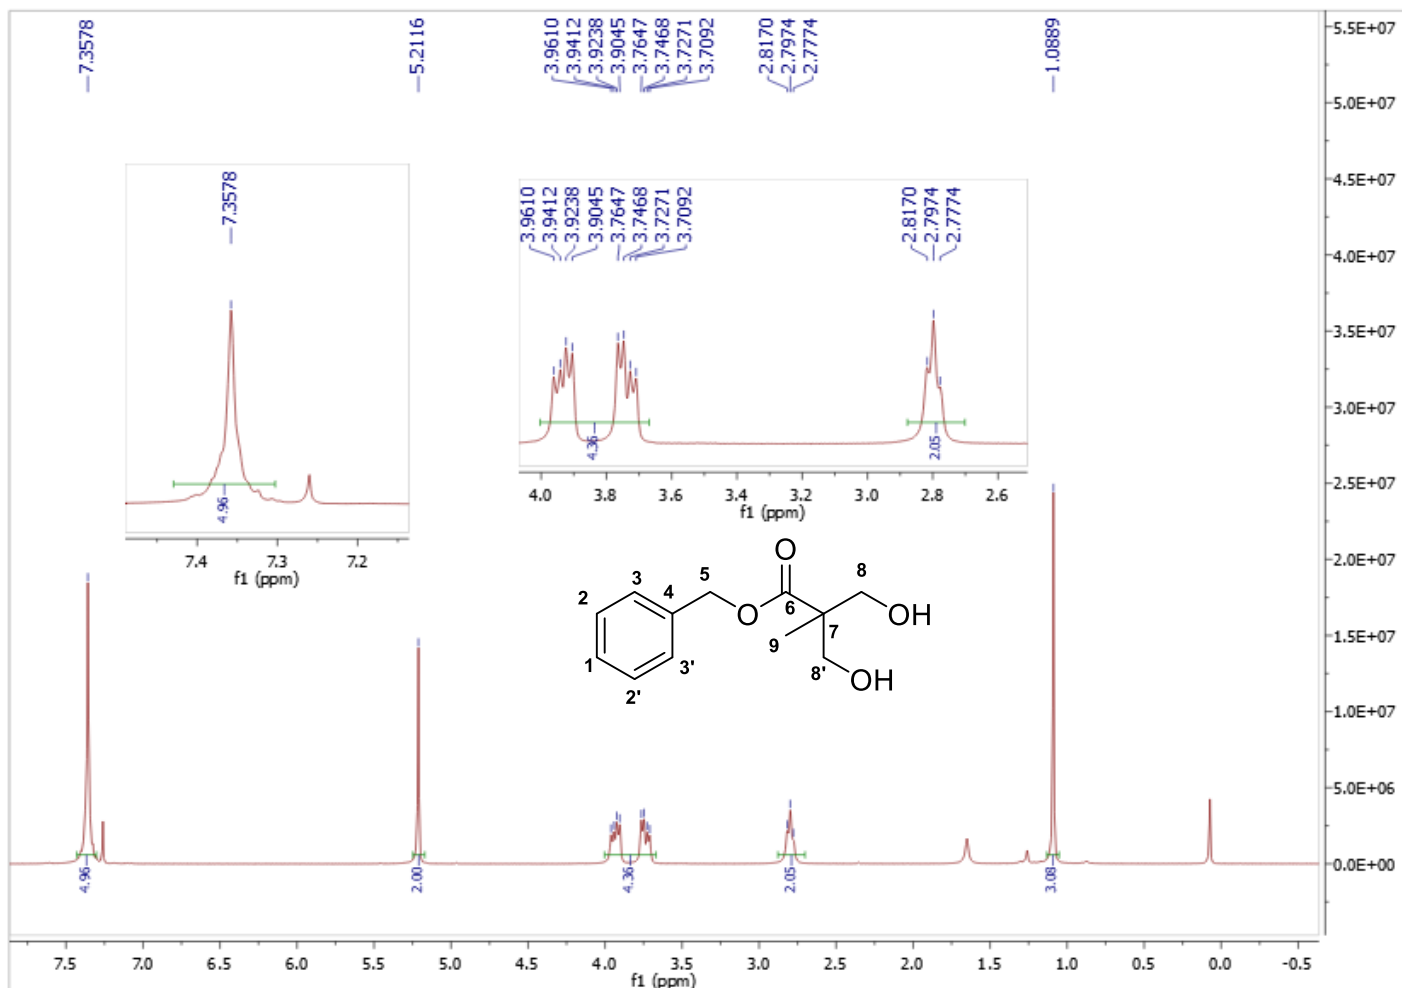 7.3578
5.2116
3.9610
3.9412
3.9238
3.9045
3.7647
3.7468
3.7271
3.7092
2.8170
2.7974
2.7774
1.0889
5.5E+07
5.0E+07
4.5E+07
4.0E+07
3.5E+07
3.0E+07
2.5E+07
2.0E+07
1.5E+07
1.0E+07
5.0E+06
0.0E+00
7.3578
4.96
7.4 7.3 7.2
f1 (ppm)
3.9610
3.9412
3.9238
3.9045
3.7647
3.7468
3.7271
3.7092
2.8170
2.7974
2.7774
4.36
2.05
4.0 3.8 3.6 3.4 3.2 3.0 2.8 2.6
f1 (ppm)
O
3 5 8
2 4 6 OH
O
1 9 7
3' 8'
2' OH
4.96
2.00
4.36
2.05
3.08
7.5 7.0 6.5 6.0 5.5 5.0 4.5 4.0 3.5 3.0 2.5 2.0 1.5 1.0 0.5 0.0 -0.5
f1 (ppm)